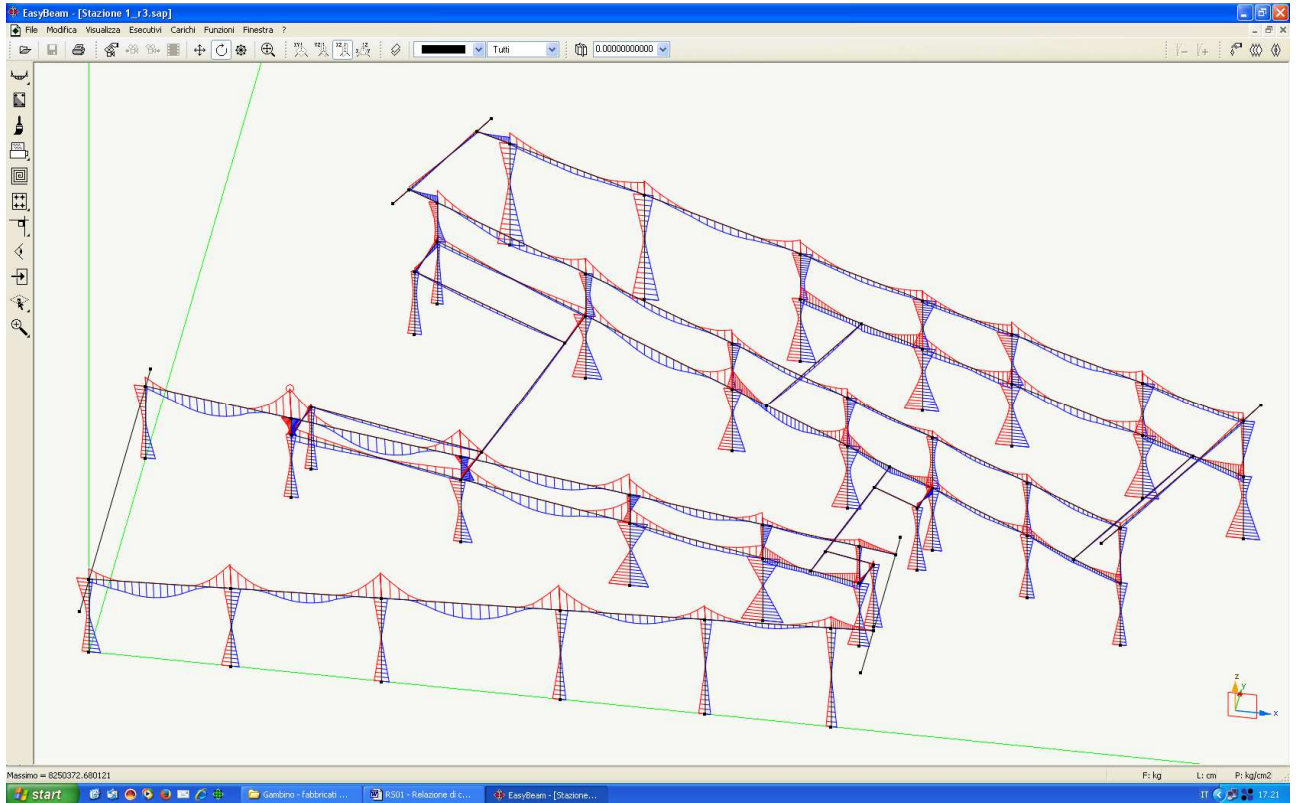 EasyBeam - [Stazione 1_r3.sap]
File Modifica Visualizza Esecutivi Carichi Funzioni Finestra ?
Tutti 0.00000000000
z
y
x
Massimo = 8250372.680121 F: kg L: cm P: kg/cm2
start Gambino - fabbricati ... RS01 - Relazione di c... EasyBeam - [Stazione... IT 17.21